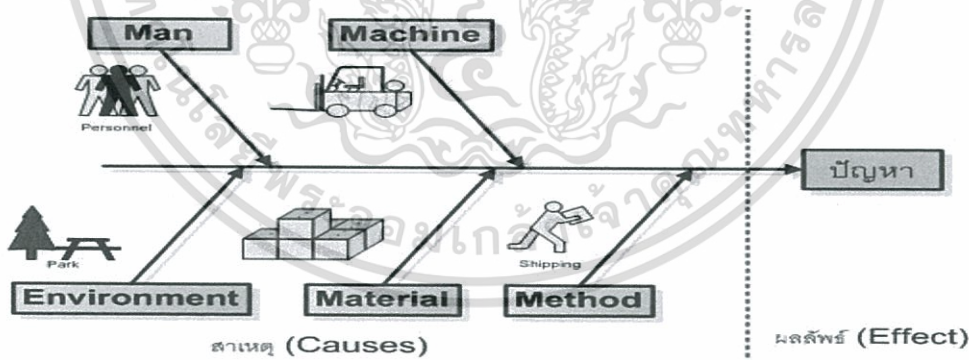 Man
Machine
Personnel
ปัญหา
Park
Shipping
Environment
Material
Method
สาเหตุ (Causes)
ผลลัพธ์ (Effect)